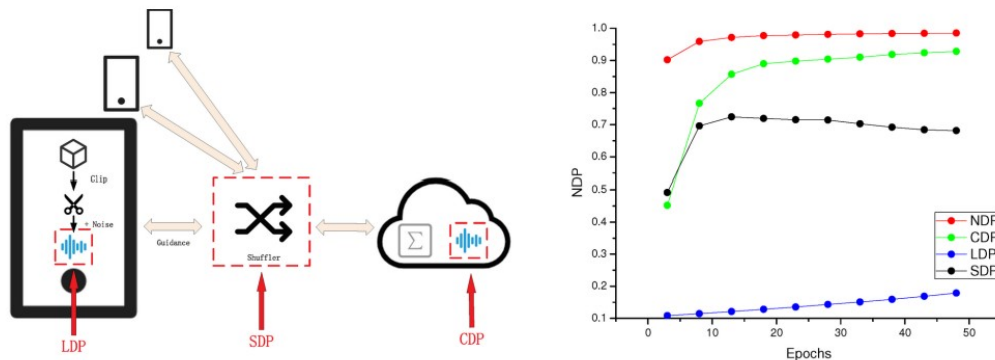 Clip
+ Noise
Guidance
Shuffler
Σ
LDP
SDP
CDP
NDP
1.0
0.9
0.8
0.7
0.6
0.5
0.4
0.3
0.2
0.1
0
10
20
30
40
50
Epochs
NDP
CDP
LDP
SDP